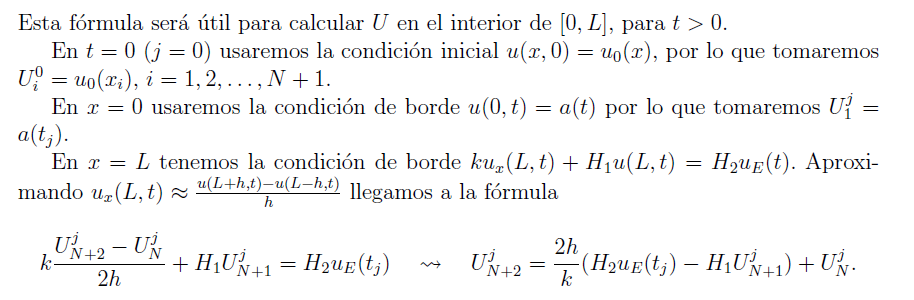 Esta fórmula será útil para calcular $U$ en el interior de $[0, L]$, para $t > 0$.
En $t = 0$ ($j = 0$) usaremos la condición inicial $u(x, 0) = u_0(x)$, por lo que tomaremos
$U_i^0 = u_0(x_i)$, $i = 1, 2, \ldots, N + 1$.
En $x = 0$ usaremos la condición de borde $u(0, t) = a(t)$ por lo que tomaremos $U_1^j =$
$a(t_j)$.
En $x = L$ tenemos la condición de borde $ku_x(L, t) + H_1 u(L, t) = H_2 u_E(t)$. Aproxi-
mando $u_x(L, t) \approx \frac{u(L+h,t)-u(L-h,t)}{h}$ llegamos a la fórmula
$k\frac{U_{N+2}^j - U_N^j}{2h} + H_1 U_{N+1}^j = H_2 u_E(t_j) \quad \rightsquigarrow \quad U_{N+2}^j = \frac{2h}{k}(H_2 u_E(t_j) - H_1 U_{N+1}^j) + U_N^j.$